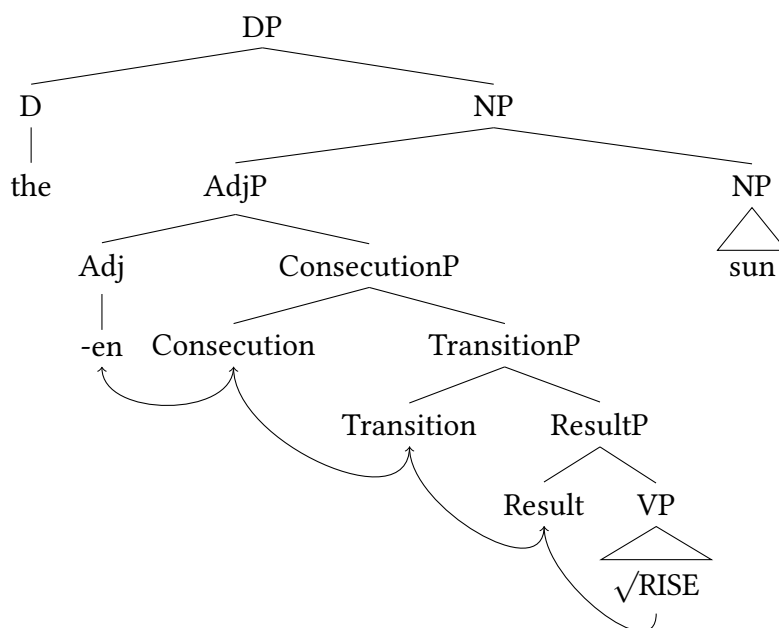 DP
D NP
the AdjP NP
Adj ConsecutionP sun
-en Consecution TransitionP
Transition ResultP
Result VP
√RISE